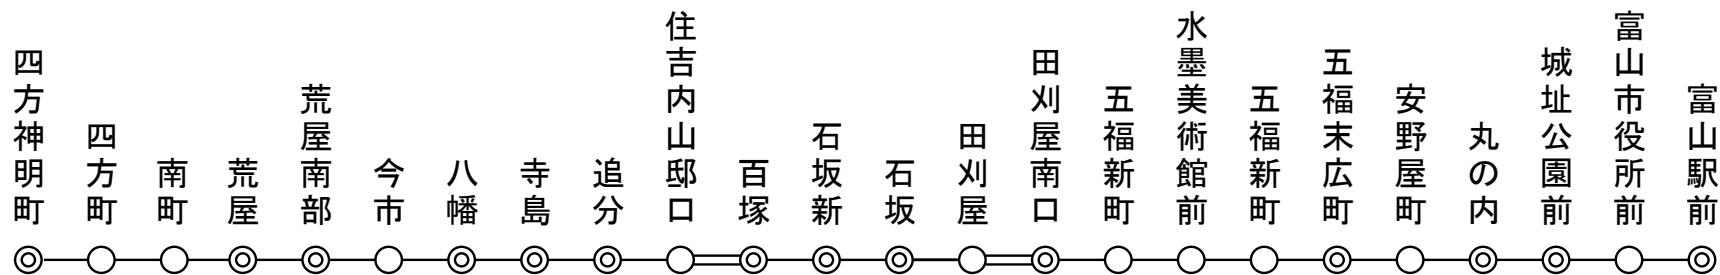 四方神明町
四方町
南町
荒屋
荒屋南部
今市
八幡
寺島
追分
住吉内山邸口
百塚
石坂新
石坂
田刈屋
田刈屋南口
五福新町
水墨美術館前
五福新町
五福末広町
安野屋町
丸の内
城址公園前
富山市役所前
富山駅前